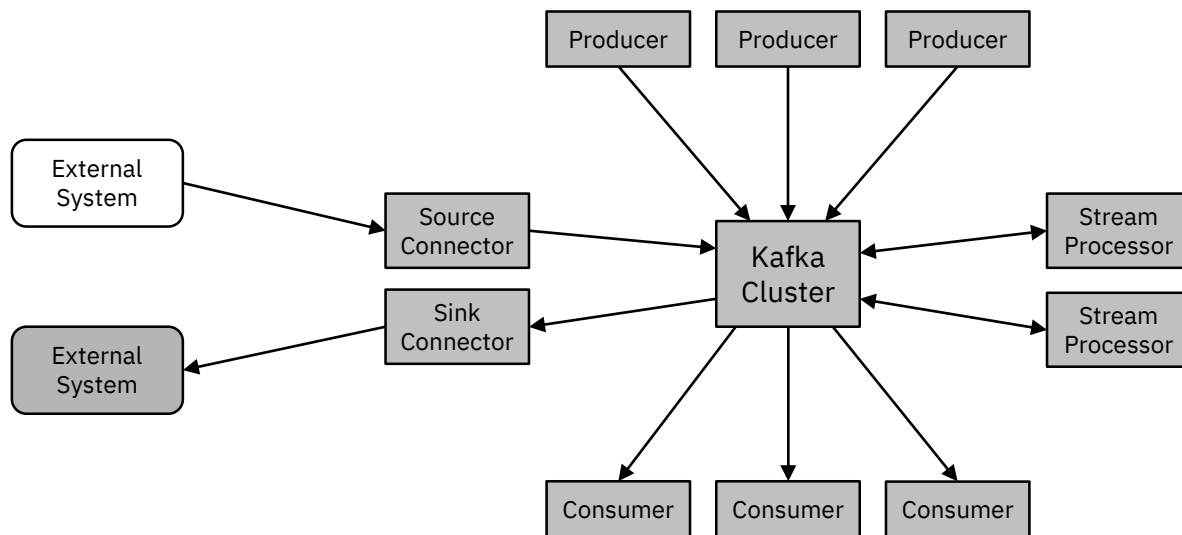 Producer
Producer
Producer
External
System
Source
Connector
Kafka
Cluster
Stream
Processor
Sink
Connector
Stream
Processor
External
System
Consumer
Consumer
Consumer